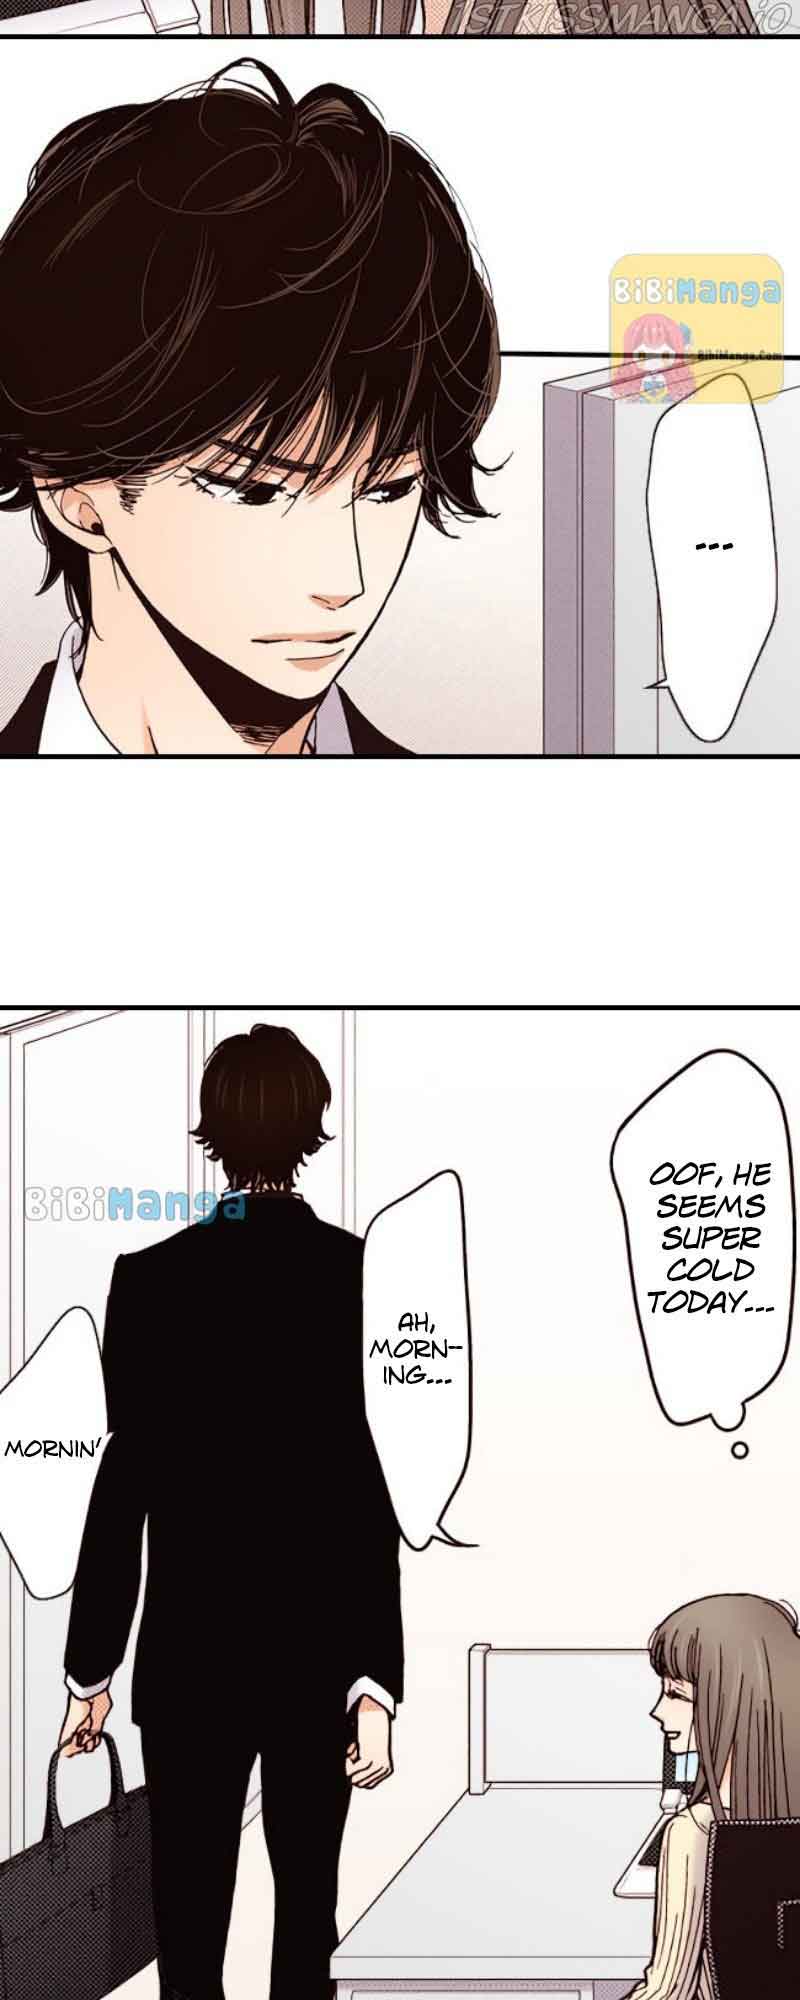 1STKISSMANGA.IO
BiBiManga
BibiManga.Com
...
OOF, HE
SEEMS
SUPER
COLD
TODAY...
BiBiManga
AH,
MORN--
ING...
MORNIN'